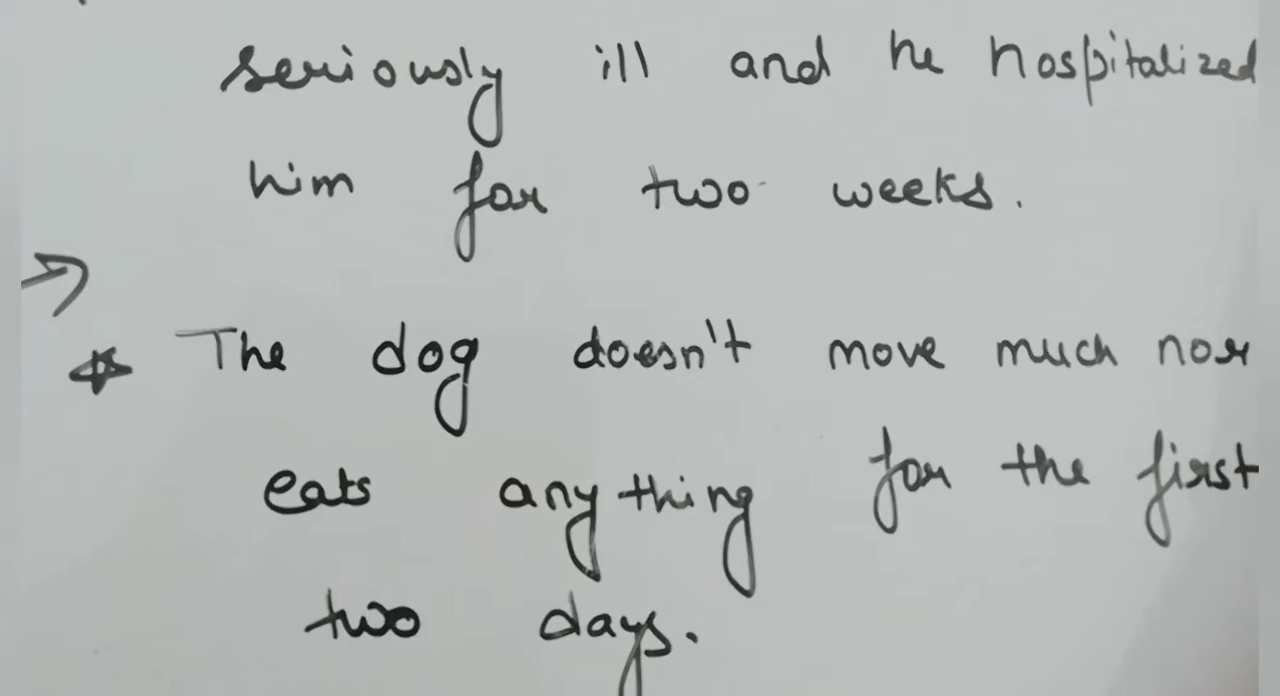 seriously ill and he hospitalized
him for two weeks.
The dog doesn't move much nor
eats anything for the first
two days.